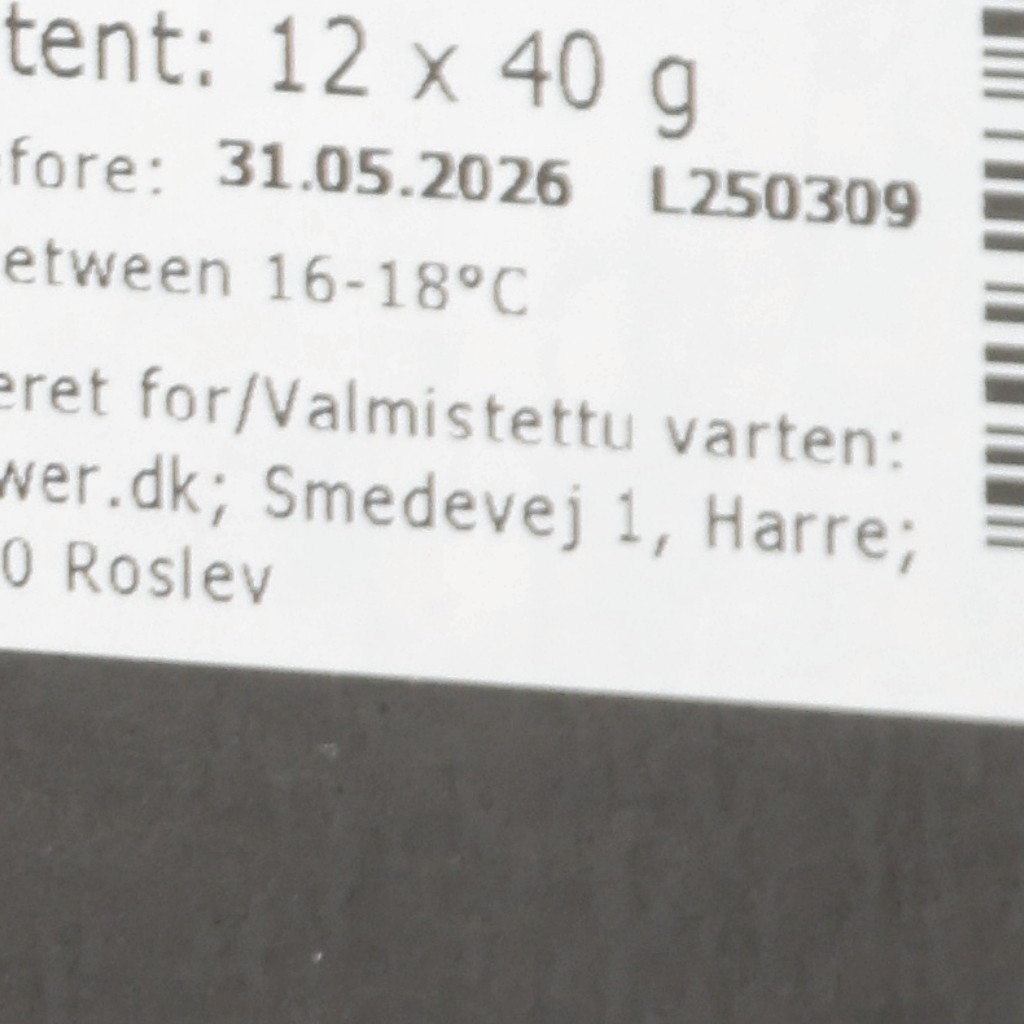 tent: 12 x 40 g
fore: 31.05.2026 L250309
etween 16-18°C
eret for/Valmistettu varten:
wer.dk; Smedevej 1, Harre;
0 Roslev